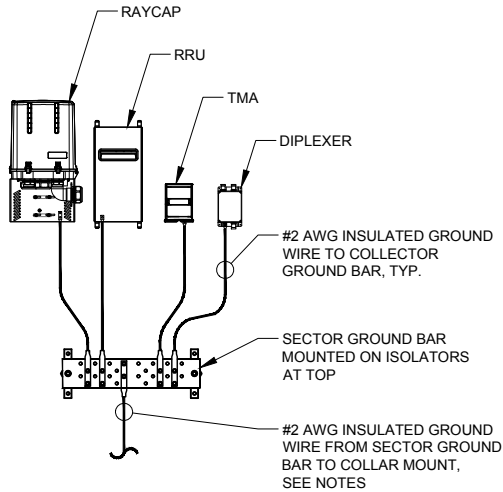 RAYCAP
RRU
TMA
DIPLEXER
#2 AWG INSULATED GROUND
WIRE TO COLLECTOR
GROUND BAR, TYP.
SECTOR GROUND BAR
MOUNTED ON ISOLATORS
AT TOP
#2 AWG INSULATED GROUND
WIRE FROM SECTOR GROUND
BAR TO COLLAR MOUNT,
SEE NOTES